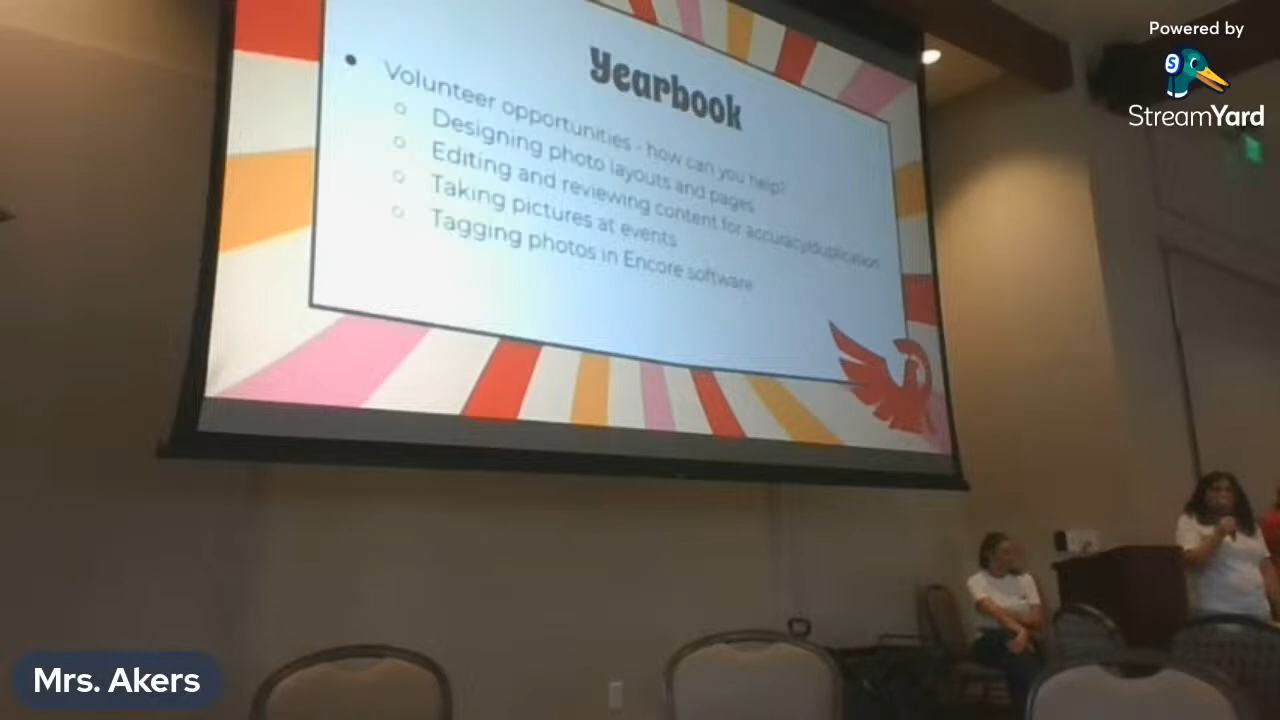 Powered by
StreamYard
Yearbook
Volunteer opportunities - how can you help?
Designing photo layouts and pages
Editing and reviewing content for accuracy/duplication
Taking pictures at events
Tagging photos in Encore software
Mrs. Akers